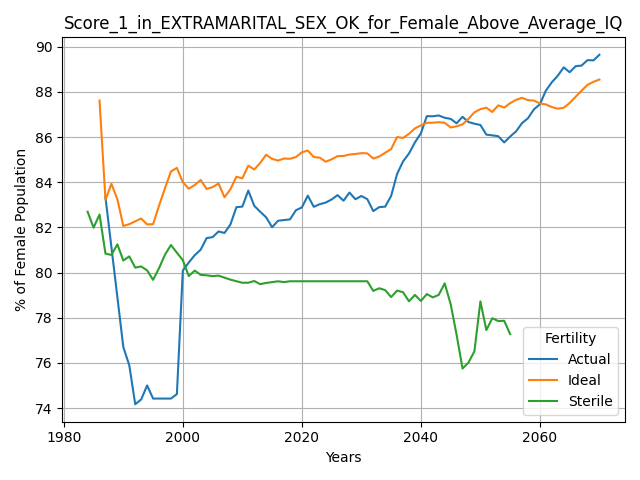 Score_1_in_EXTRAMARITAL_SEX_OK_for_Female_Above_Average_IQ
% of Female Population
90
88
86
84
82
80
78
76
74
1980
2000
2020
2040
2060
Years
Fertility
Actual
Ideal
Sterile